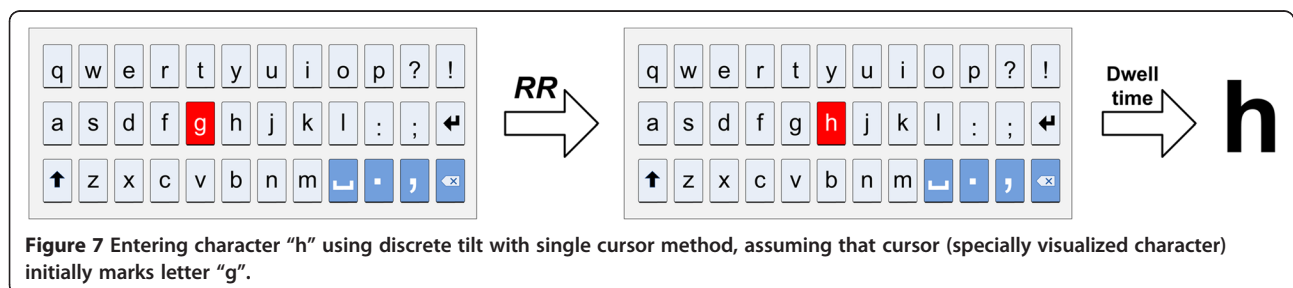 q w e r t y u i o p ? !
a s d f g h j k l : ; ↵
⬆ z x c v b n m ␣ . , ⌫
RR
q w e r t y u i o p ? !
a s d f g h j k l : ; ↵
⬆ z x c v b n m ␣ . , ⌫
Dwell
time
h
Figure 7 Entering character “h” using discrete tilt with single cursor method, assuming that cursor (specially visualized character)
initially marks letter “g”.